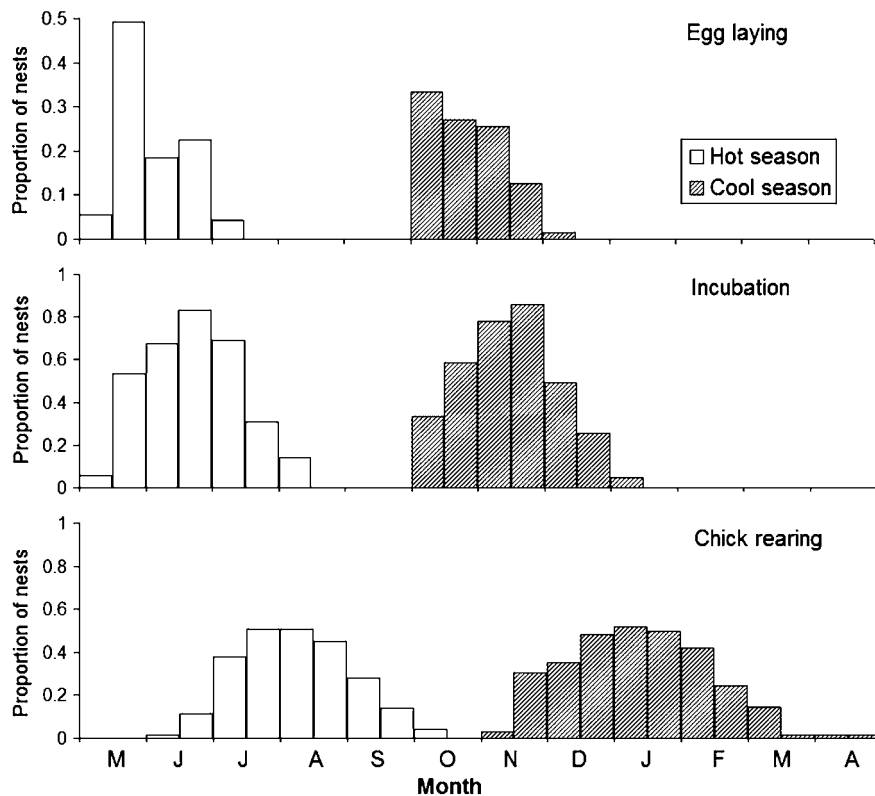 Egg laying
Proportion of nests
0.5
0.4
0.3
0.2
0.1
0
Hot season
Cool season
Incubation
Proportion of nests
1
0.8
0.6
0.4
0.2
0
Chick rearing
Proportion of nests
1
0.8
0.6
0.4
0.2
0
M J J A S O N D J F M A
Month